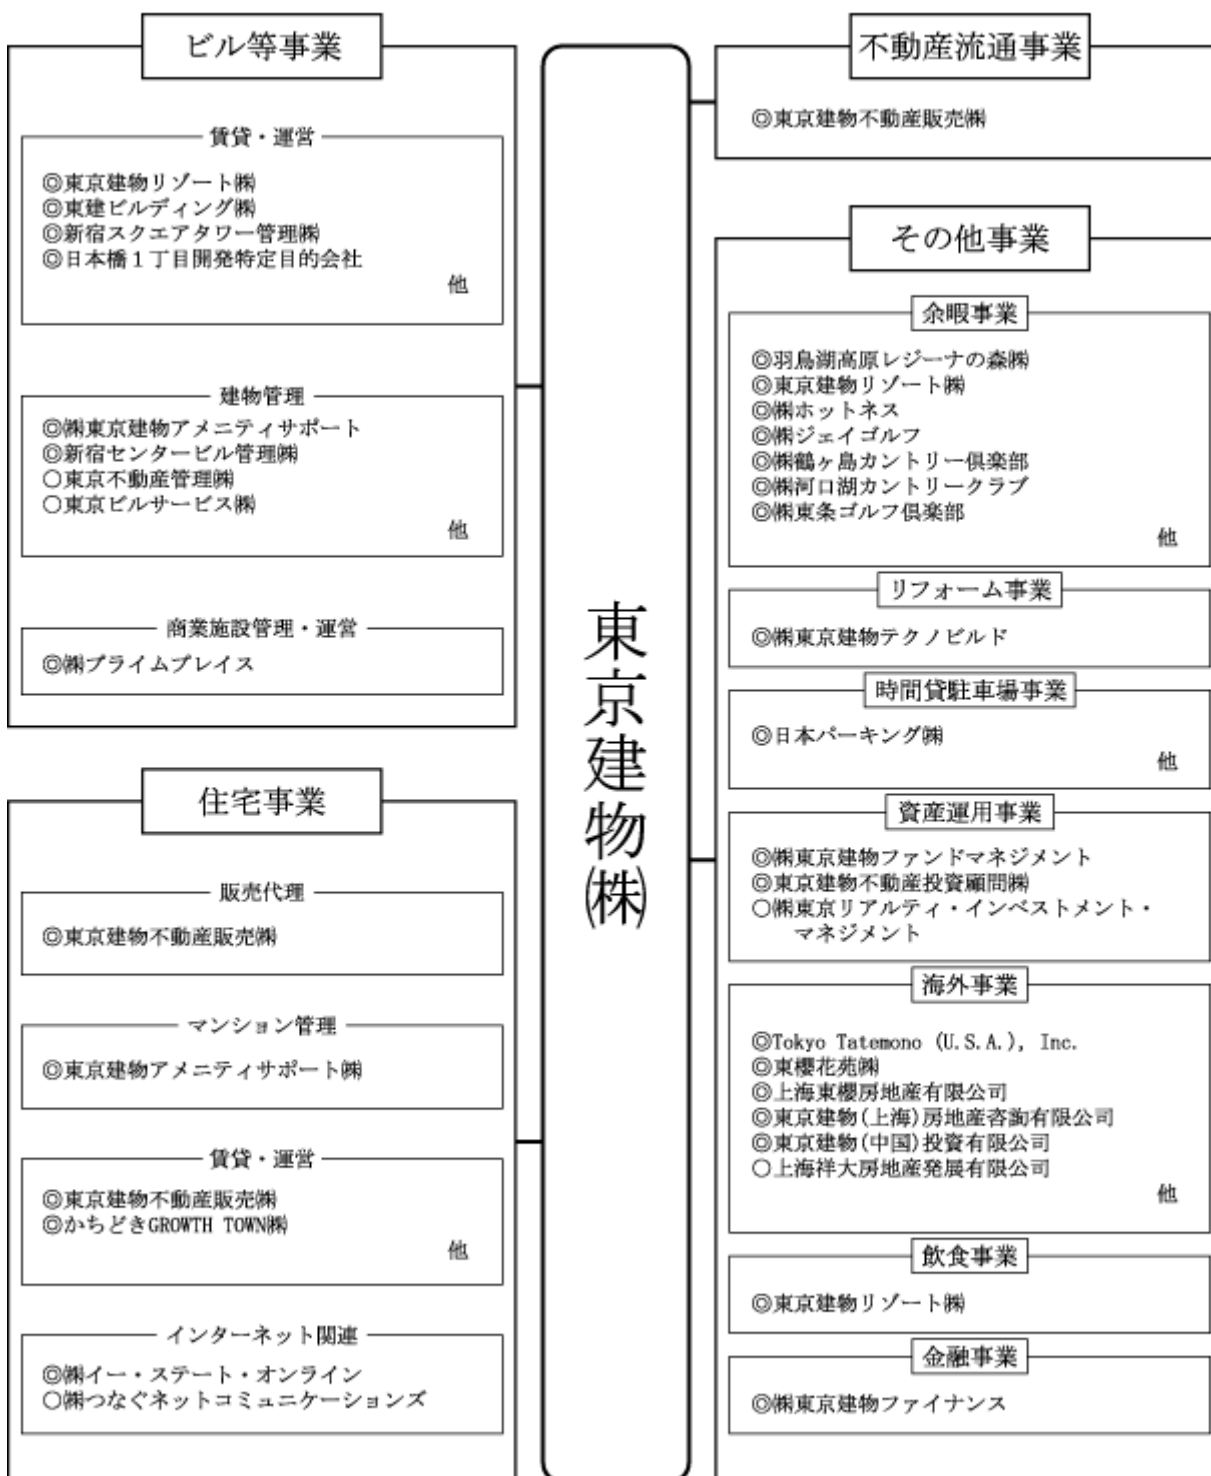 ビル等事業
賃貸・運営
◎東京建物リゾート㈱
◎東建ビルディング㈱
◎新宿スクエアタワー管理㈱
◎日本橋１丁目開発特定目的会社
他
建物管理
◎㈱東京建物アメニティサポート
◎新宿センタービル管理㈱
○東京不動産管理㈱
○東京ビルサービス㈱
他
商業施設管理・運営
◎㈱プライムプレイス
住宅事業
販売代理
◎東京建物不動産販売㈱
マンション管理
◎東京建物アメニティサポート㈱
賃貸・運営
◎東京建物不動産販売㈱
◎かちどきGROWTH TOWN㈱
他
インターネット関連
◎㈱イー・ステート・オンライン
○㈱つなぐネットコミュニケーションズ
東京建物㈱
不動産流通事業
◎東京建物不動産販売㈱
その他事業
余暇事業
◎羽鳥湖高原レジーナの森㈱
◎東京建物リゾート㈱
◎㈱ホットネス
◎㈱ジェイゴルフ
◎㈱鶴ヶ島カントリー倶楽部
◎㈱河口湖カントリークラブ
◎㈱東条ゴルフ倶楽部
他
リフォーム事業
◎㈱東京建物テクノビルド
時間貸駐車場事業
◎日本パーキング㈱
他
資産運用事業
◎㈱東京建物ファンドマネジメント
◎東京建物不動産投資顧問㈱
○㈱東京リアルティ・インベストメント・
マネジメント
海外事業
◎Tokyo Tatemono (U.S.A.), Inc.
◎東櫻花苑㈱
◎上海東櫻房地産有限公司
◎東京建物(上海)房地産咨詢有限公司
◎東京建物(中国)投資有限公司
○上海祥大房地産発展有限公司
他
飲食事業
◎東京建物リゾート㈱
金融事業
◎㈱東京建物ファイナンス